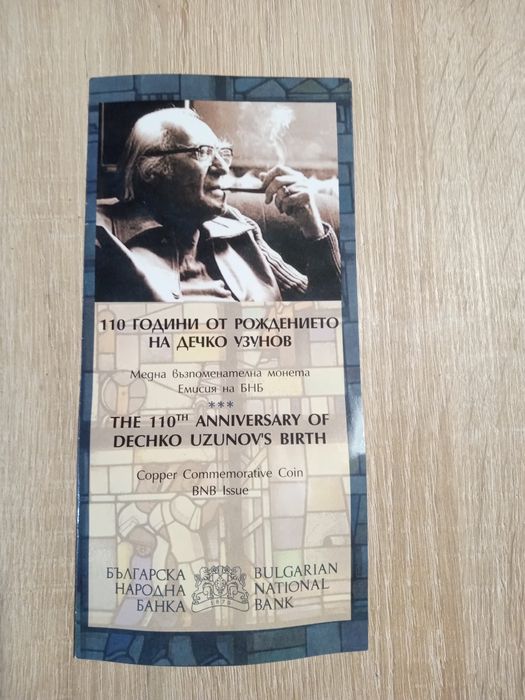 110 ГОДИНИ ОТ РОЖДЕНИЕТО
НА ДЕЧКО УЗУНОВ
Медна възпоменателна монета
Емисия на БНБ
***
THE 110TH ANNIVERSARY OF
DECHKO UZUNOV'S BIRTH
Copper Commemorative Coin
BNB Issue
БЪЛГАРСКА
НАРОДНА
БАНКА
1879
BULGARIAN
NATIONAL
BANK